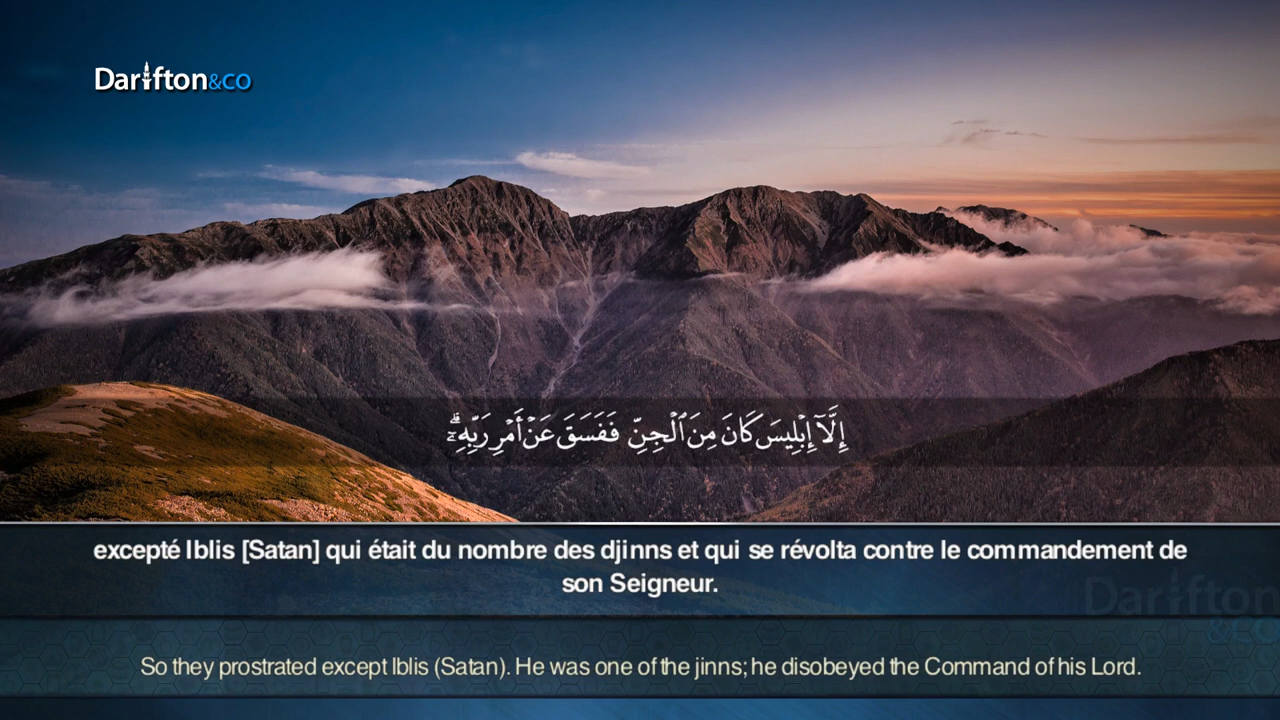 Darifton&co
إِلَّآ إِبْلِيسَ كَانَ مِنَ ٱلْجِنِّ فَفَسَقَ عَنْ أَمْرِ رَبِّهِۦٓ ۗ
excepté Iblis [Satan] qui était du nombre des djinns et qui se révolta contre le commandement de
son Seigneur.
Darifton
&co
So they prostrated except Iblis (Satan). He was one of the jinns; he disobeyed the Command of his Lord.